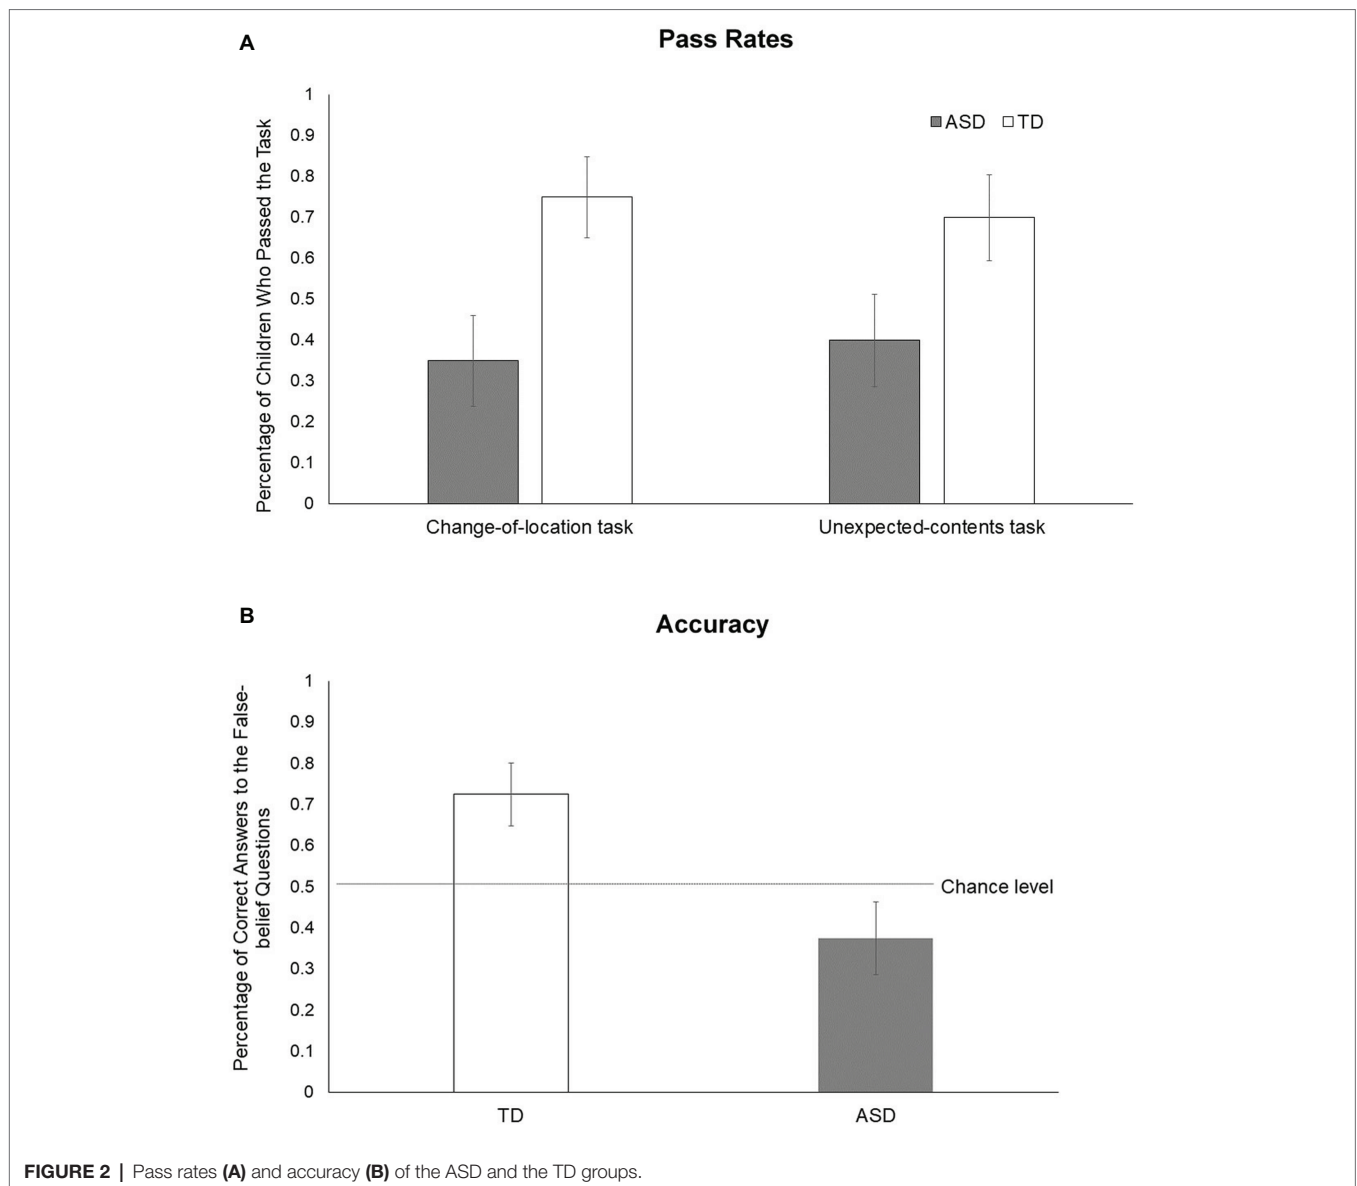 A
Pass Rates
Percentage of Children Who Passed the Task
1
0.9
0.8
0.7
0.6
0.5
0.4
0.3
0.2
0.1
0
ASD TD
Change-of-location task Unexpected-contents task
B
Accuracy
Percentage of Correct Answers to the False-
belief Questions
1
0.9
0.8
0.7
0.6
0.5
0.4
0.3
0.2
0.1
0
Chance level
TD ASD
FIGURE 2 | Pass rates (A) and accuracy (B) of the ASD and the TD groups.